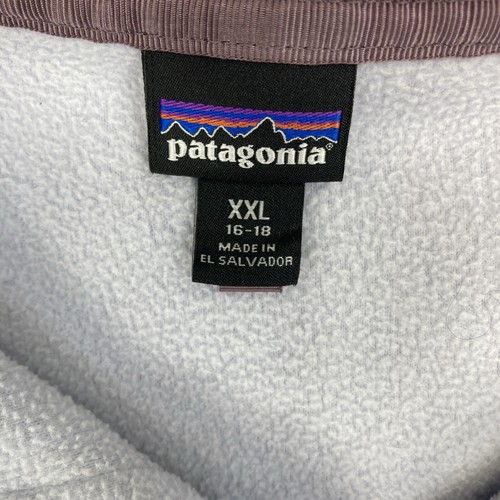 patagonia®
XXL
16-18
MADE IN
EL SALVADOR